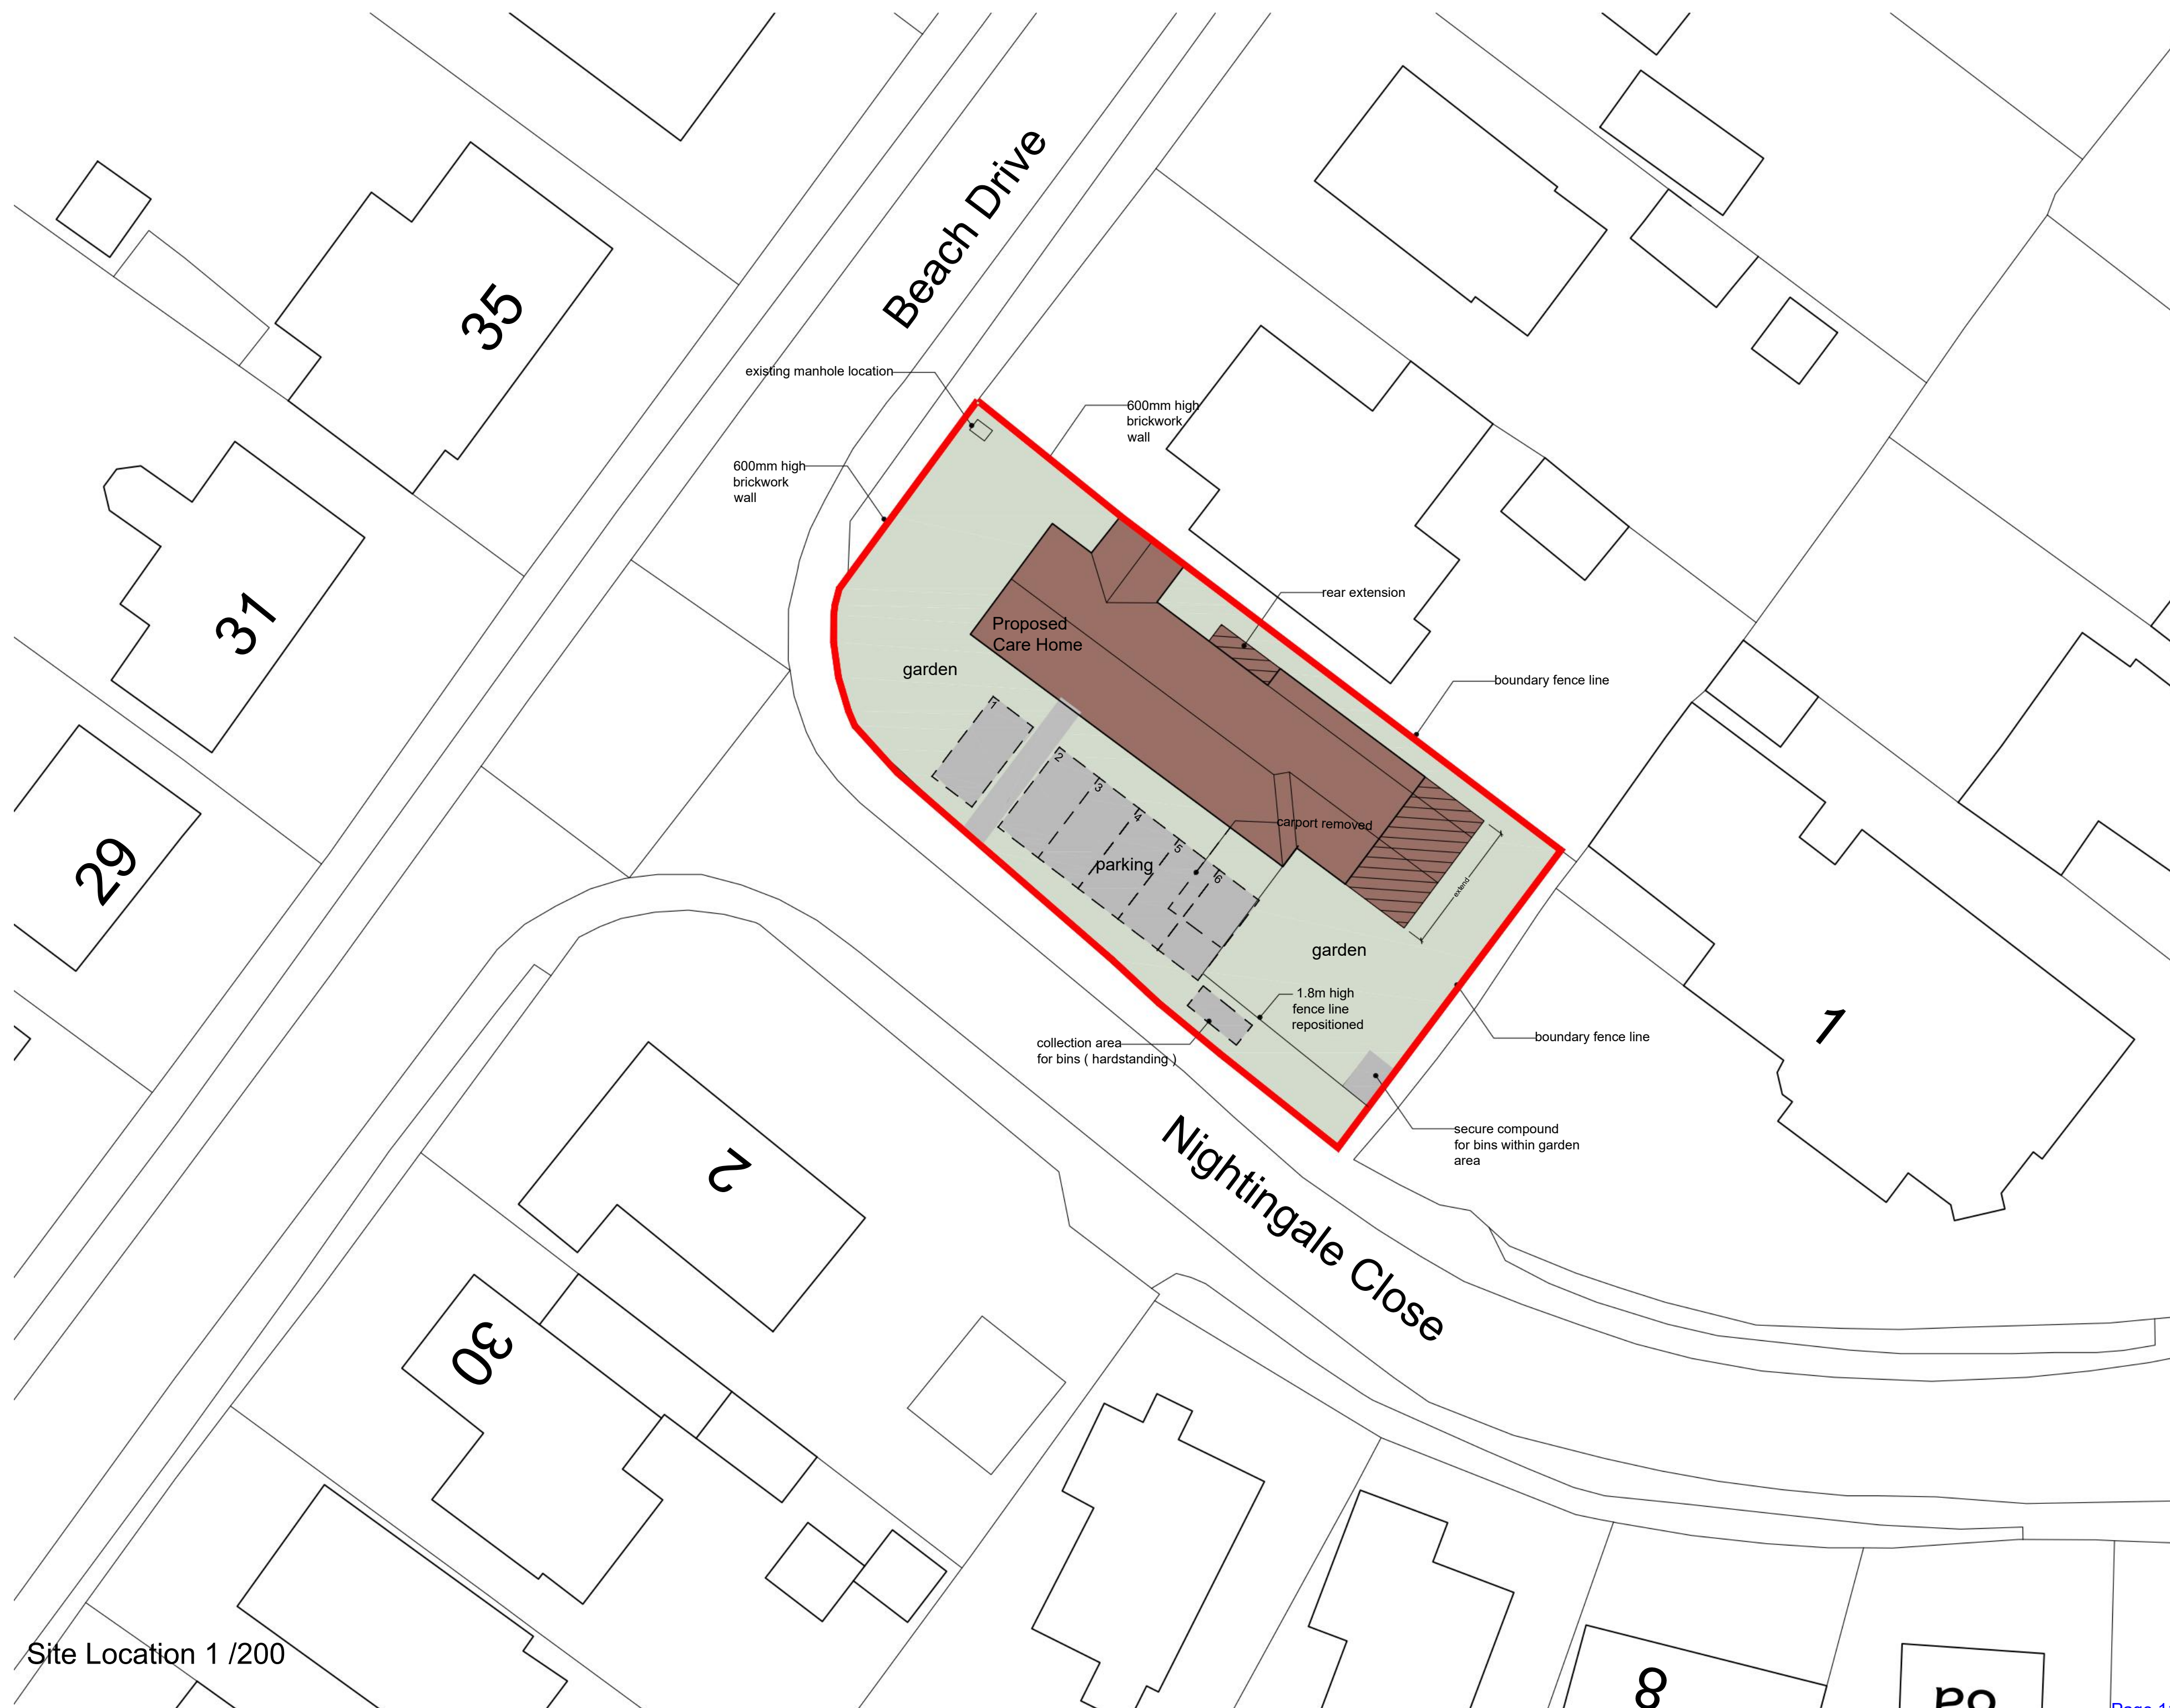 Beach Drive
35
existing manhole location
600mm high
brickwork
wall
600mm high
brickwork
wall
31
rear extension
Proposed
Care Home
garden
boundary fence line
1
2
3
4
5
6
carport removed
parking
29
extend
garden
1.8m high
fence line
repositioned
1
boundary fence line
collection area
for bins ( hardstanding )
secure compound
for bins within garden
area
2
Nightingale Close
30
Site Location 1 /200
8